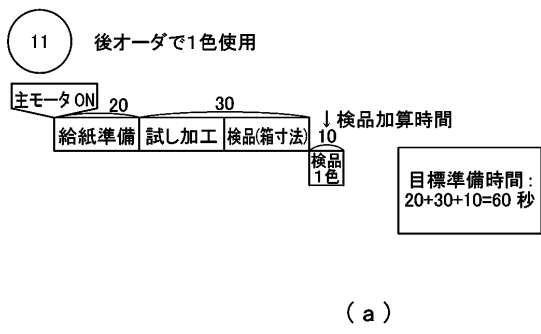 11
後オーダで1色使用
主モータ ON
20
30
↓検品加算時間
10
給紙準備
試し加工
検品(箱寸法)
検品
1色
目標準備時間:
20+30+10=60 秒
( a )